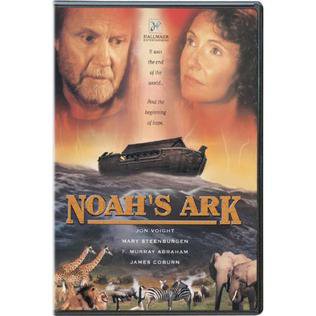 HALLMARK
ENTERTAINMENT
It was
the end
of the
world...
And the
beginning
of hope.
NOAH'S ARK
JON VOIGHT
MARY STEENBURGEN
F. MURRAY ABRAHAM
JAMES COBURN